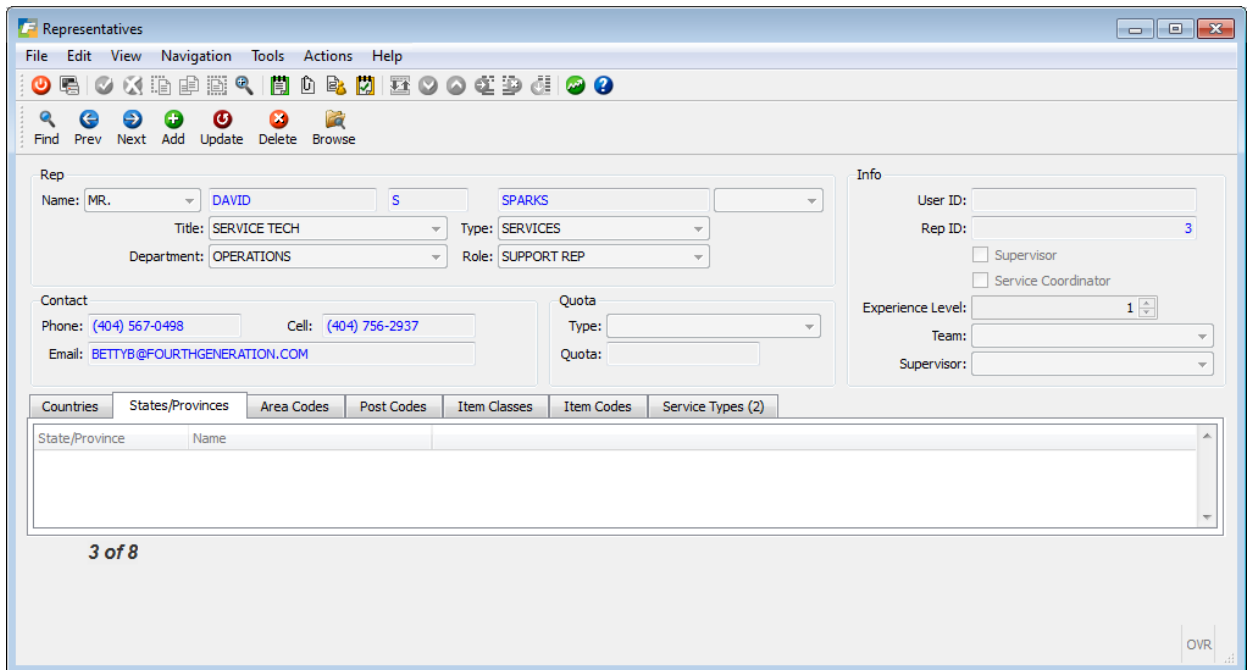 Representatives
File Edit View Navigation Tools Actions Help
Find Prev Next Add Update Delete Browse
Rep
Name: MR. DAVID S SPARKS
Title: SERVICE TECH Type: SERVICES
Department: OPERATIONS Role: SUPPORT REP
Info
User ID:
Rep ID: 3
Supervisor
Service Coordinator
Experience Level: 1
Team:
Supervisor:
Contact
Phone: (404) 567-0498 Cell: (404) 756-2937
Email: BETTYB@FOURTHGENERATION.COM
Quota
Type:
Quota:
Countries States/Provinces Area Codes Post Codes Item Classes Item Codes Service Types (2)
State/Province Name
3 of 8
OVR